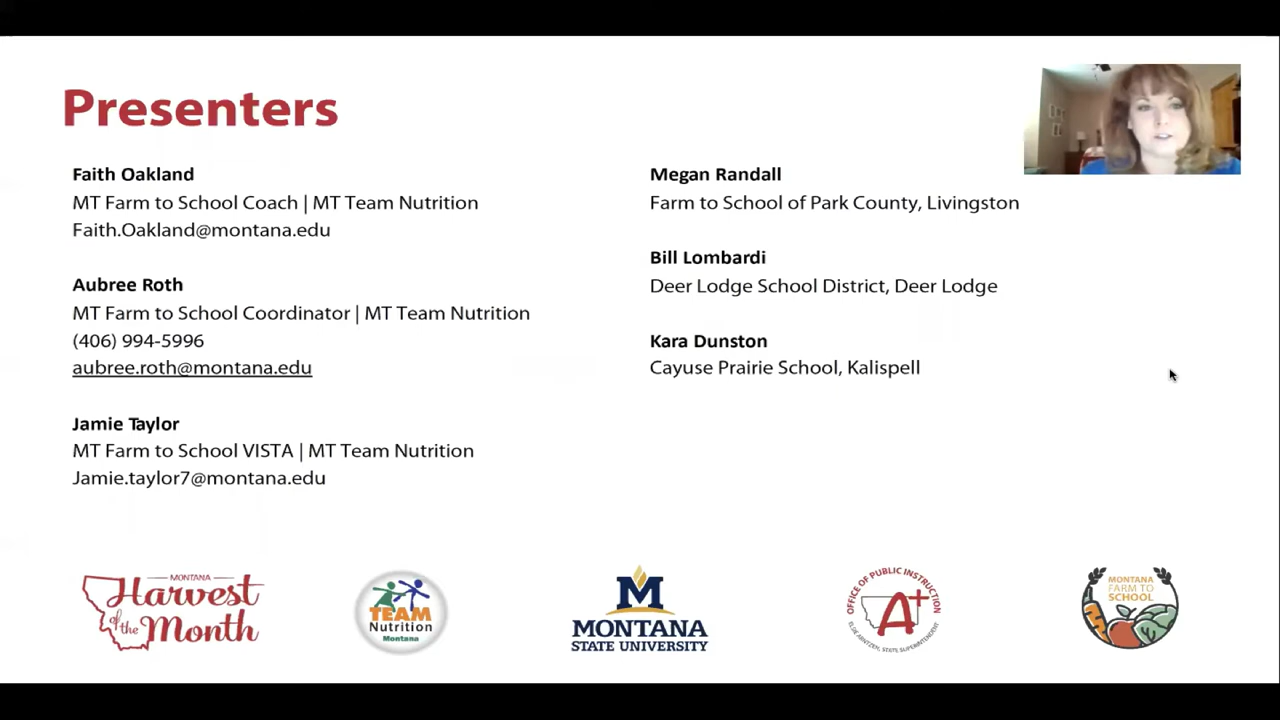 Presenters
Faith Oakland
MT Farm to School Coach | MT Team Nutrition
Faith.Oakland@montana.edu
Aubree Roth
MT Farm to School Coordinator | MT Team Nutrition
(406) 994-5996
aubree.roth@montana.edu
Jamie Taylor
MT Farm to School VISTA | MT Team Nutrition
Jamie.taylor7@montana.edu
Megan Randall
Farm to School of Park County, Livingston
Bill Lombardi
Deer Lodge School District, Deer Lodge
Kara Dunston
Cayuse Prairie School, Kalispell
MONTANA
Harvest
of the Month
TEAM
Nutrition
Montana
M
MONTANA
STATE UNIVERSITY
OFFICE OF PUBLIC INSTRUCTION
A+
ELSIE ARNTZEN, STATE SUPERINTENDENT
MONTANA
FARM TO
SCHOOL